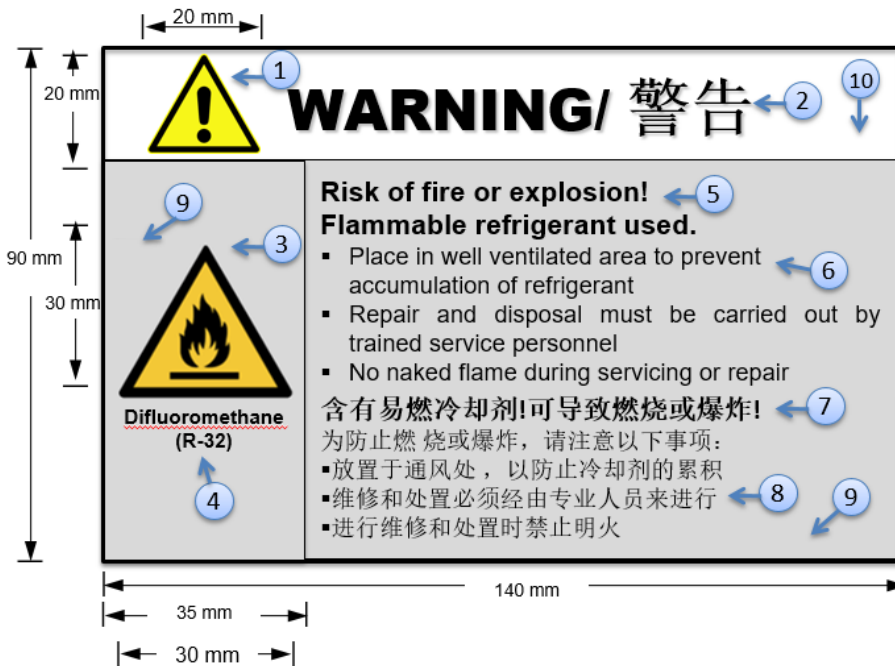 20 mm
1
WARNING/ 警告
2
10
20 mm
9
3
90 mm
30 mm
Risk of fire or explosion!
5
Flammable refrigerant used.
▪ Place in well ventilated area to prevent
accumulation of refrigerant
6
▪ Repair and disposal must be carried out by
trained service personnel
▪ No naked flame during servicing or repair
Difluoromethane
(R-32)
4
含有易燃冷却剂!可导致燃烧或爆炸!
7
为防止燃 烧或爆炸，请注意以下事项：
▪放置于通风处 ，以防止冷却剂的累积
▪维修和处置必须经由专业人员来进行
8
9
▪进行维修和处置时禁止明火
140 mm
35 mm
30 mm